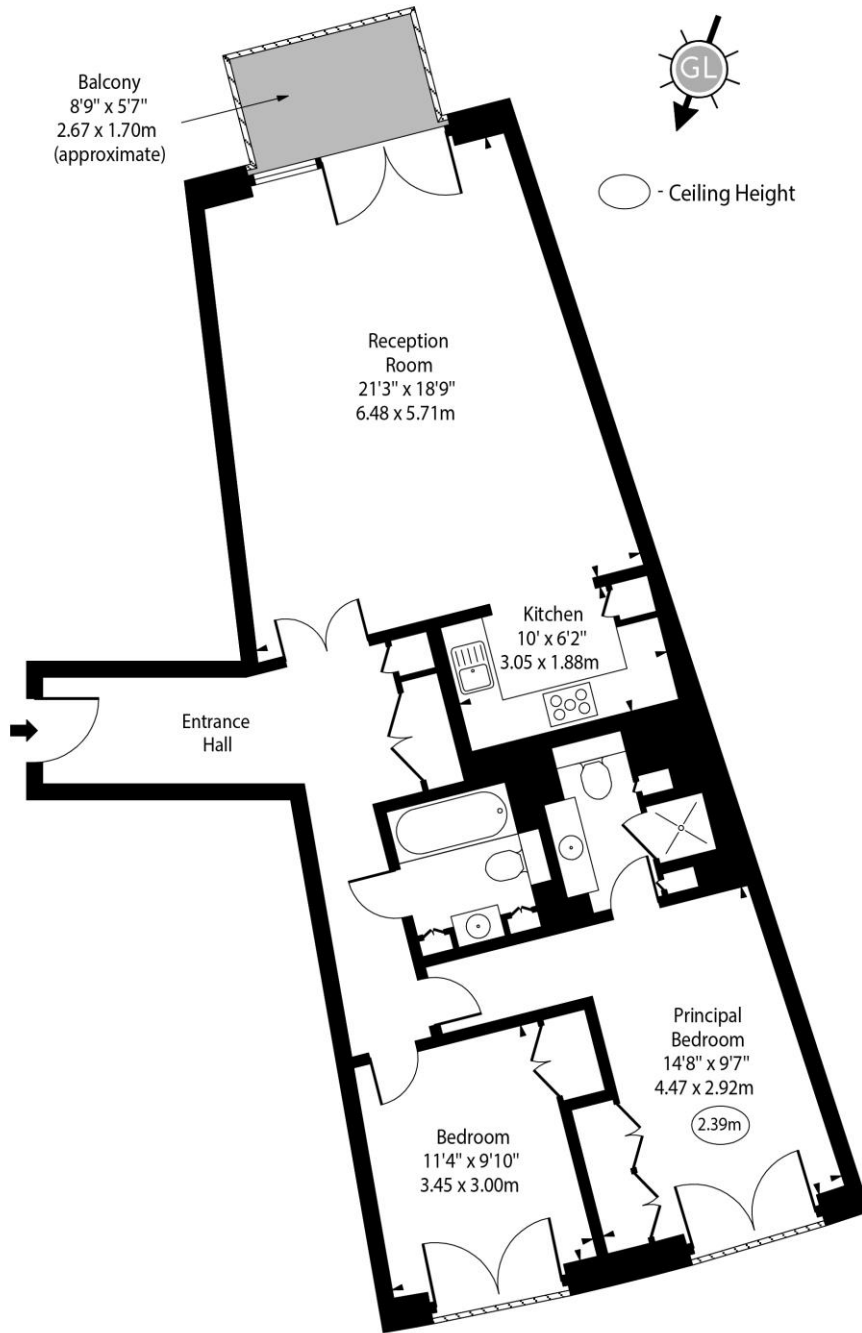 Balcony
8'9" x 5'7"
2.67 x 1.70m
(approximate)
GL
- Ceiling Height
Reception
Room
21'3" x 18'9"
6.48 x 5.71m
Kitchen
10' x 6'2"
3.05 x 1.88m
Entrance
Hall
Principal
Bedroom
14'8" x 9'7"
4.47 x 2.92m
2.39m
Bedroom
11'4" x 9'10"
3.45 x 3.00m